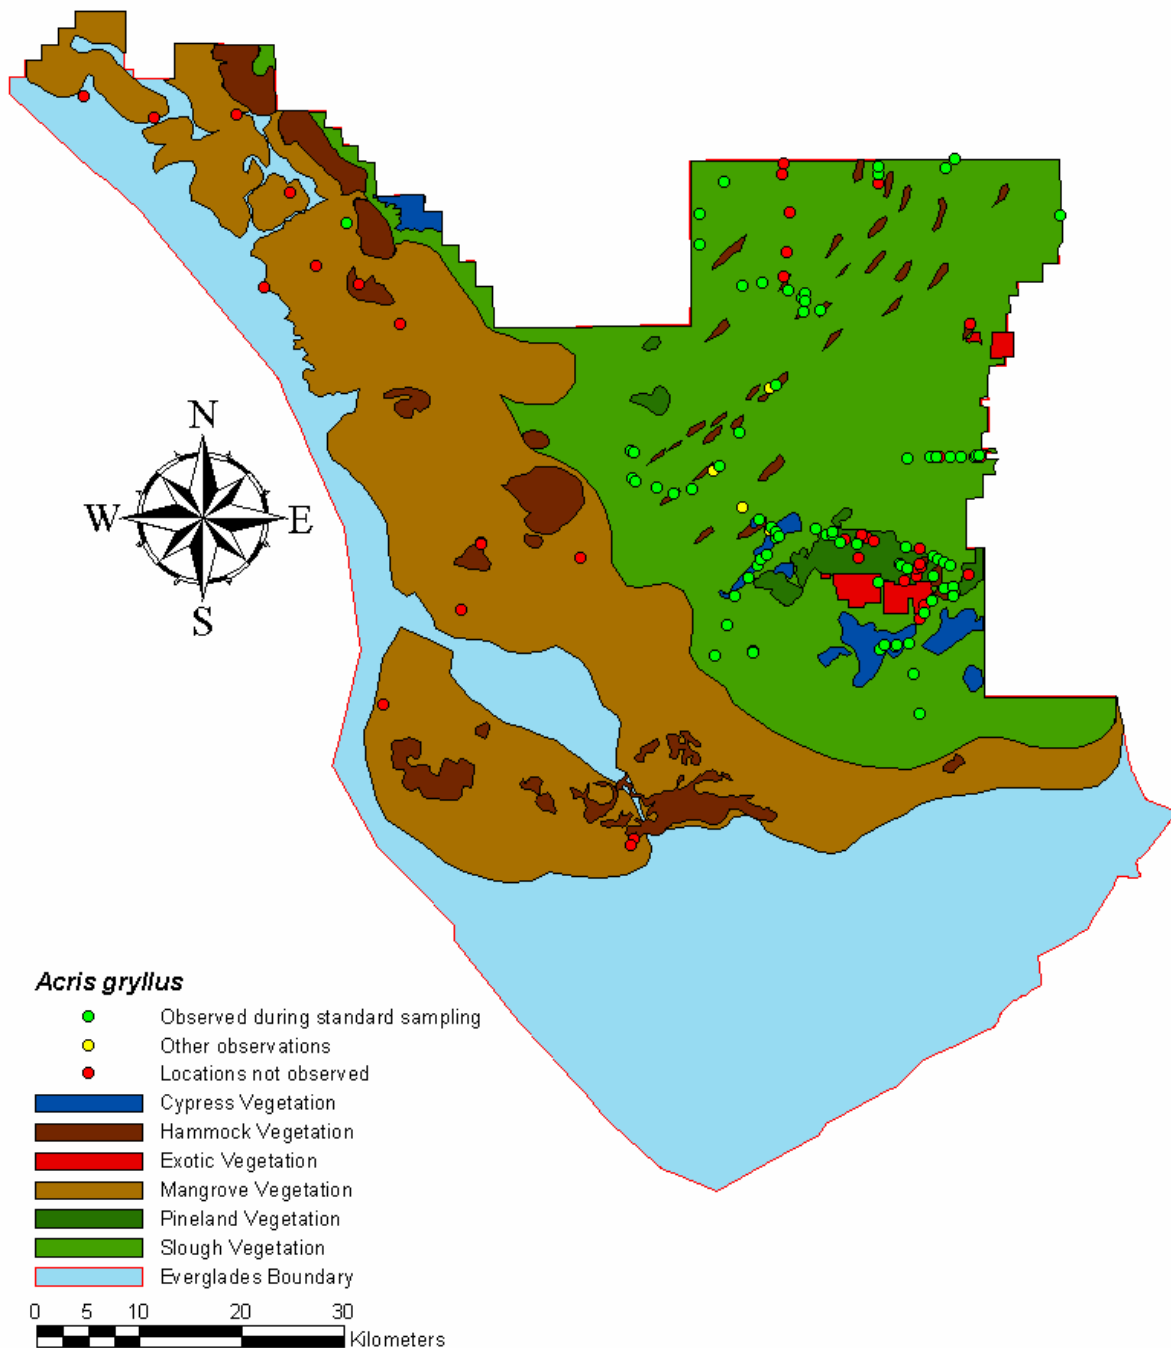 N
W E
S
Acris gryllus
Observed during standard sampling
Other observations
Locations not observed
Cypress Vegetation
Hammock Vegetation
Exotic Vegetation
Mangrove Vegetation
Pineland Vegetation
Slough Vegetation
Everglades Boundary
0 5 10 20 30
Kilometers